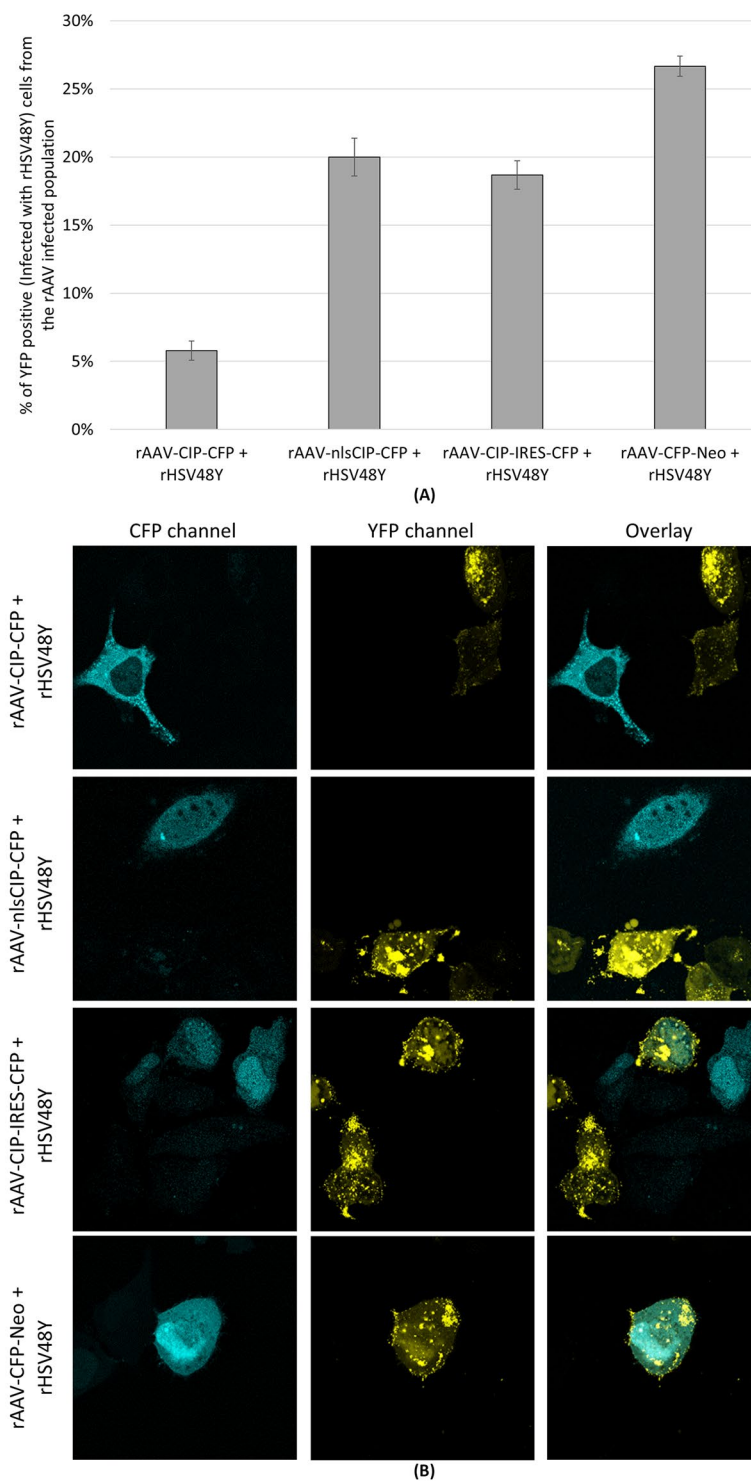 30%
25%
20%
15%
10%
5%
0%
% of YFP positive (Infected with rHSV48Y) cells from
the rAAV infected population
rAAV-CIP-CFP +
rHSV48Y
rAAV-nlsCIP-CFP +
rHSV48Y
rAAV-CIP-IRES-CFP +
rHSV48Y
rAAV-CFP-Neo +
rHSV48Y
(A)
CFP channel
YFP channel
Overlay
rAAV-CIP-CFP +
rHSV48Y
rAAV-nlsCIP-CFP +
rHSV48Y
rAAV-CIP-IRES-CFP +
rHSV48Y
rAAV-CFP-Neo +
rHSV48Y
(B)